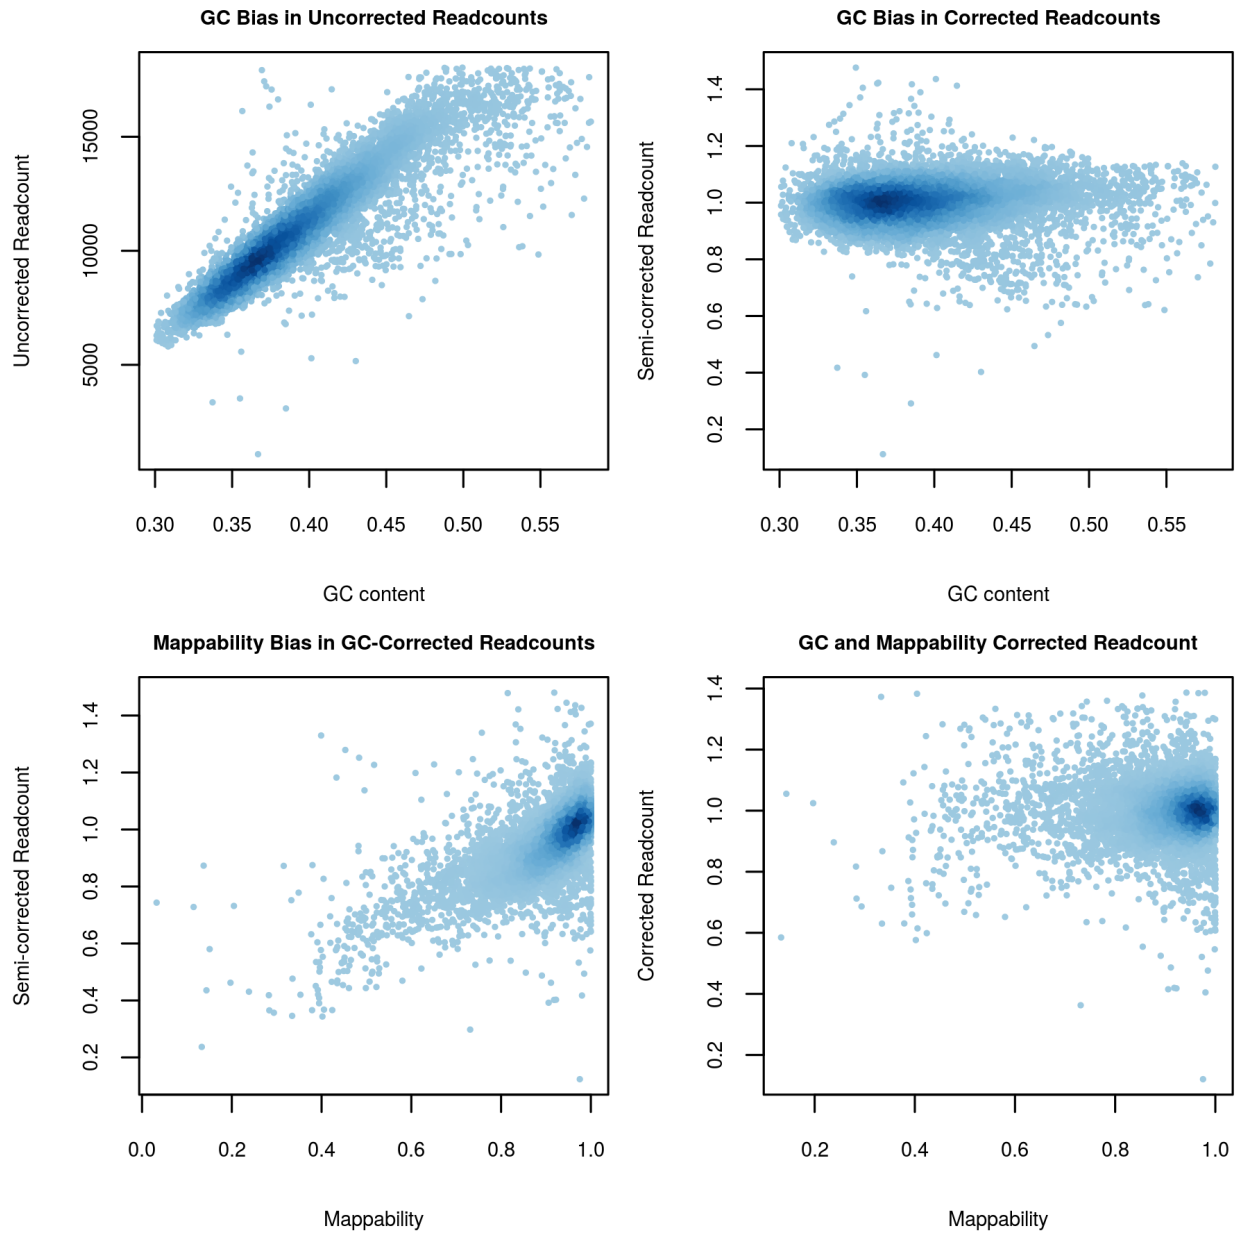 GC Bias in Uncorrected Readcounts
Uncorrected Readcount
15000
10000
5000
0.30 0.35 0.40 0.45 0.50 0.55
GC content
GC Bias in Corrected Readcounts
Semi-corrected Readcount
1.4
1.2
1.0
0.8
0.6
0.4
0.2
0.30 0.35 0.40 0.45 0.50 0.55
GC content
Mappability Bias in GC-Corrected Readcounts
Semi-corrected Readcount
1.4
1.2
1.0
0.8
0.6
0.4
0.2
0.0 0.2 0.4 0.6 0.8 1.0
Mappability
GC and Mappability Corrected Readcount
Corrected Readcount
1.4
1.2
1.0
0.8
0.6
0.4
0.2
0.2 0.4 0.6 0.8 1.0
Mappability